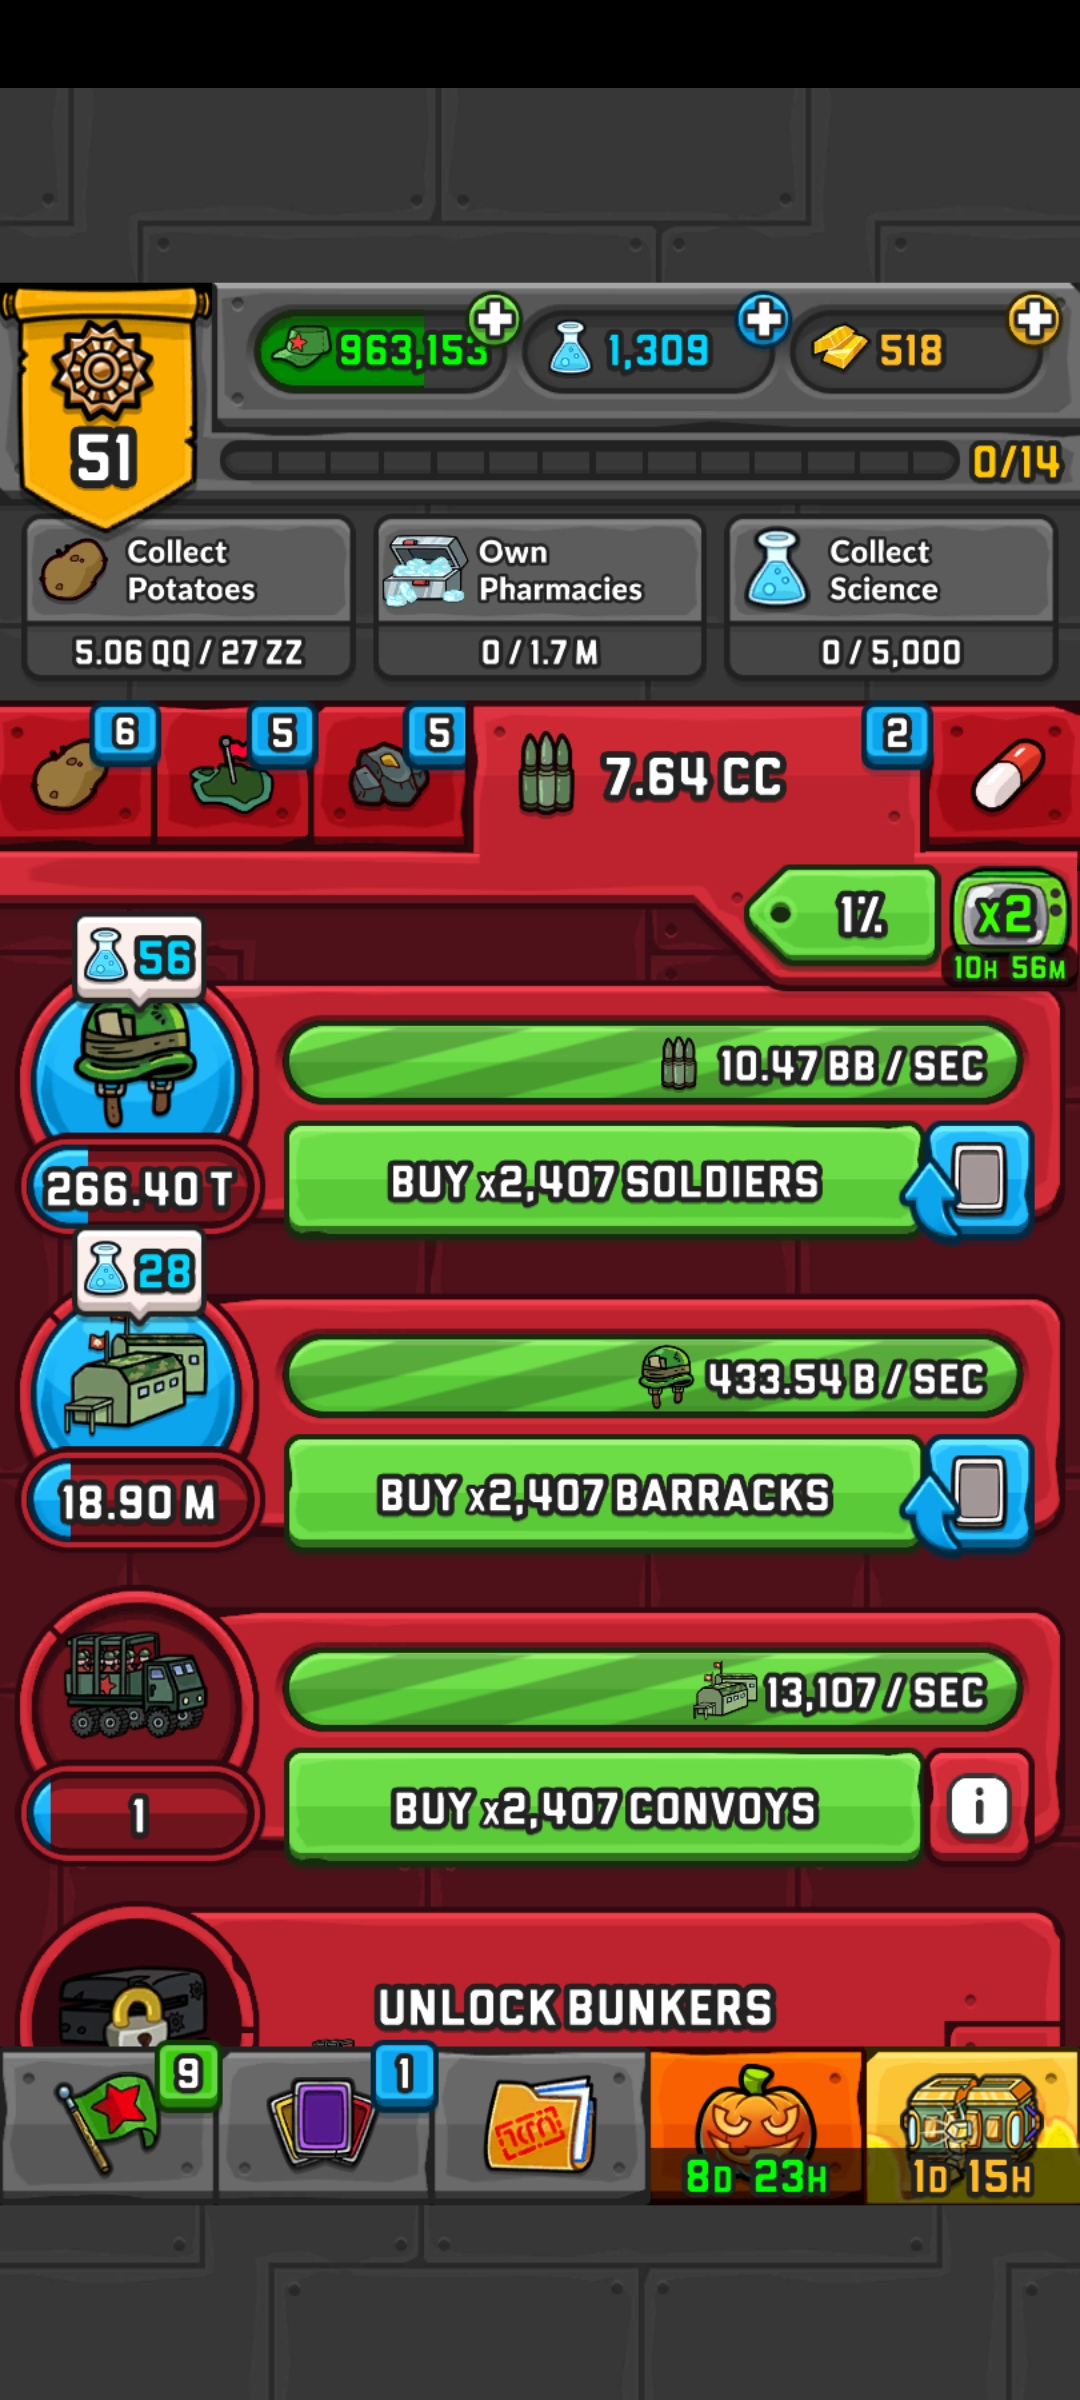 51
963,153
1,309
518
0/14
Collect
Potatoes
5.06 QQ / 27 ZZ
Own
Pharmacies
0 / 1.7 M
Collect
Science
0 / 5,000
6
5
5
7.64 CC
2
1%
x2
10H 56M
56
10.47 BB / SEC
266.40 T
BUY x2,407 SOLDIERS
28
433.54 B / SEC
18.90 M
BUY x2,407 BARRACKS
13,107 / SEC
1
BUY x2,407 CONVOYS
i
UNLOCK BUNKERS
9
1
8D 23H
1D 15H